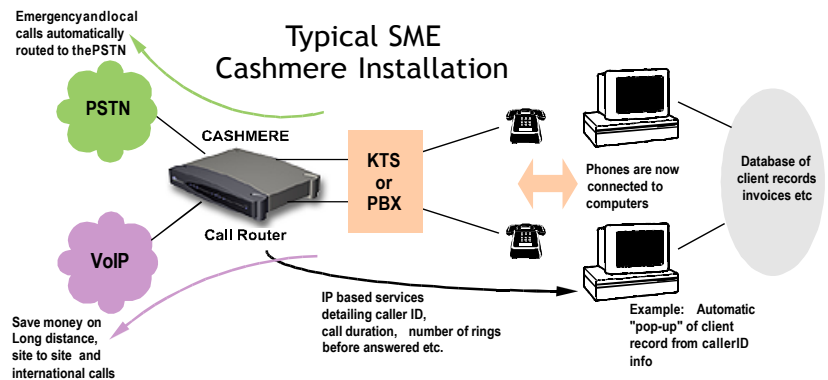 Emergencyandlocal
calls automatically
routed to thePSTN
Typical SME
Cashmere Installation
PSTN
CASHMERE
Call Router
KTS
or
PBX
Phones are now
connected to
computers
Database of
client records
invoices etc
VoIP
Save money on
Long distance,
site to site and
international calls
IP based services
detailing caller ID,
call duration, number of rings
before answered etc.
Example: Automatic
"pop-up" of client
record from callerID
info